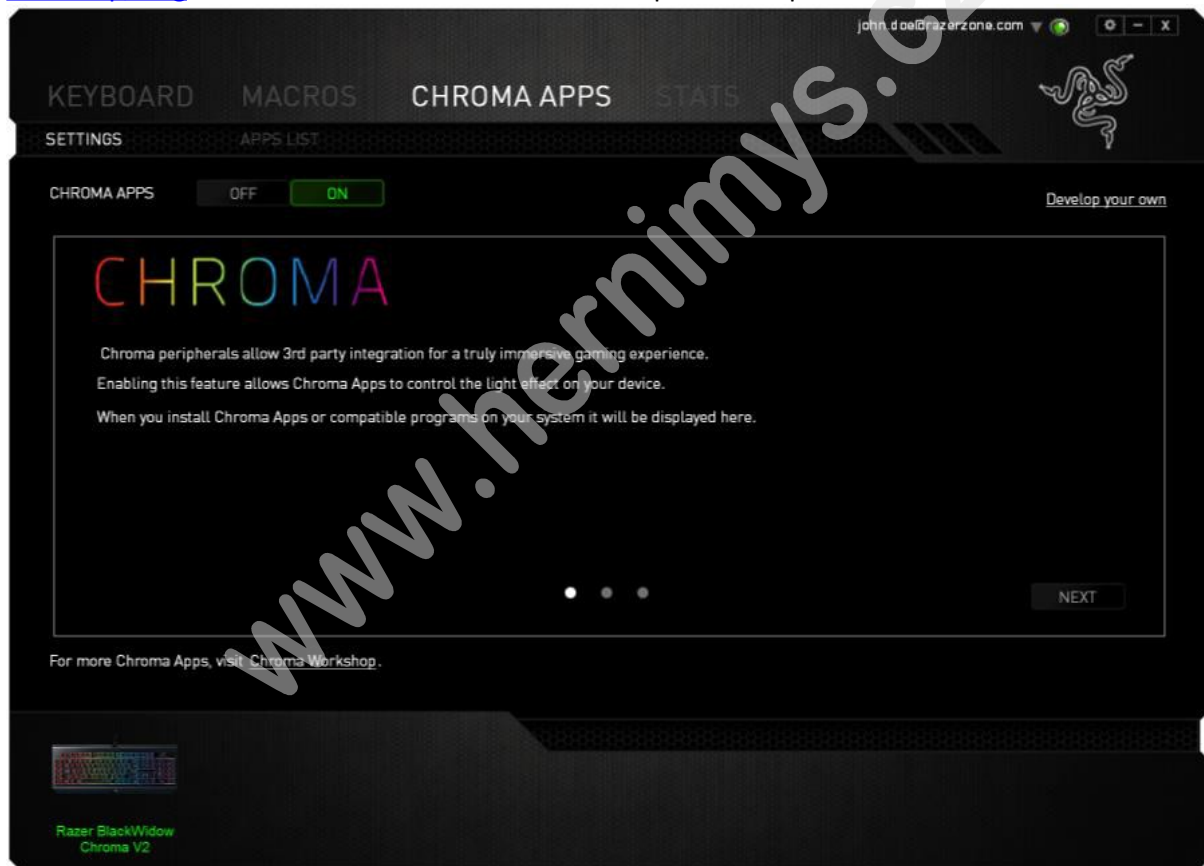 john.doe@razerzone.com
KEYBOARD MACROS CHROMA APPS STATS
SETTINGS APPS LIST
CHROMA APPS OFF ON
Develop your own
CHROMA
Chroma peripherals allow 3rd party integration for a truly immersive gaming experience.
Enabling this feature allows Chroma Apps to control the light effect on your device.
When you install Chroma Apps or compatible programs on your system it will be displayed here.
NEXT
For more Chroma Apps, visit Chroma Workshop.
Razer BlackWidow
Chroma V2
www.hernimys.cz